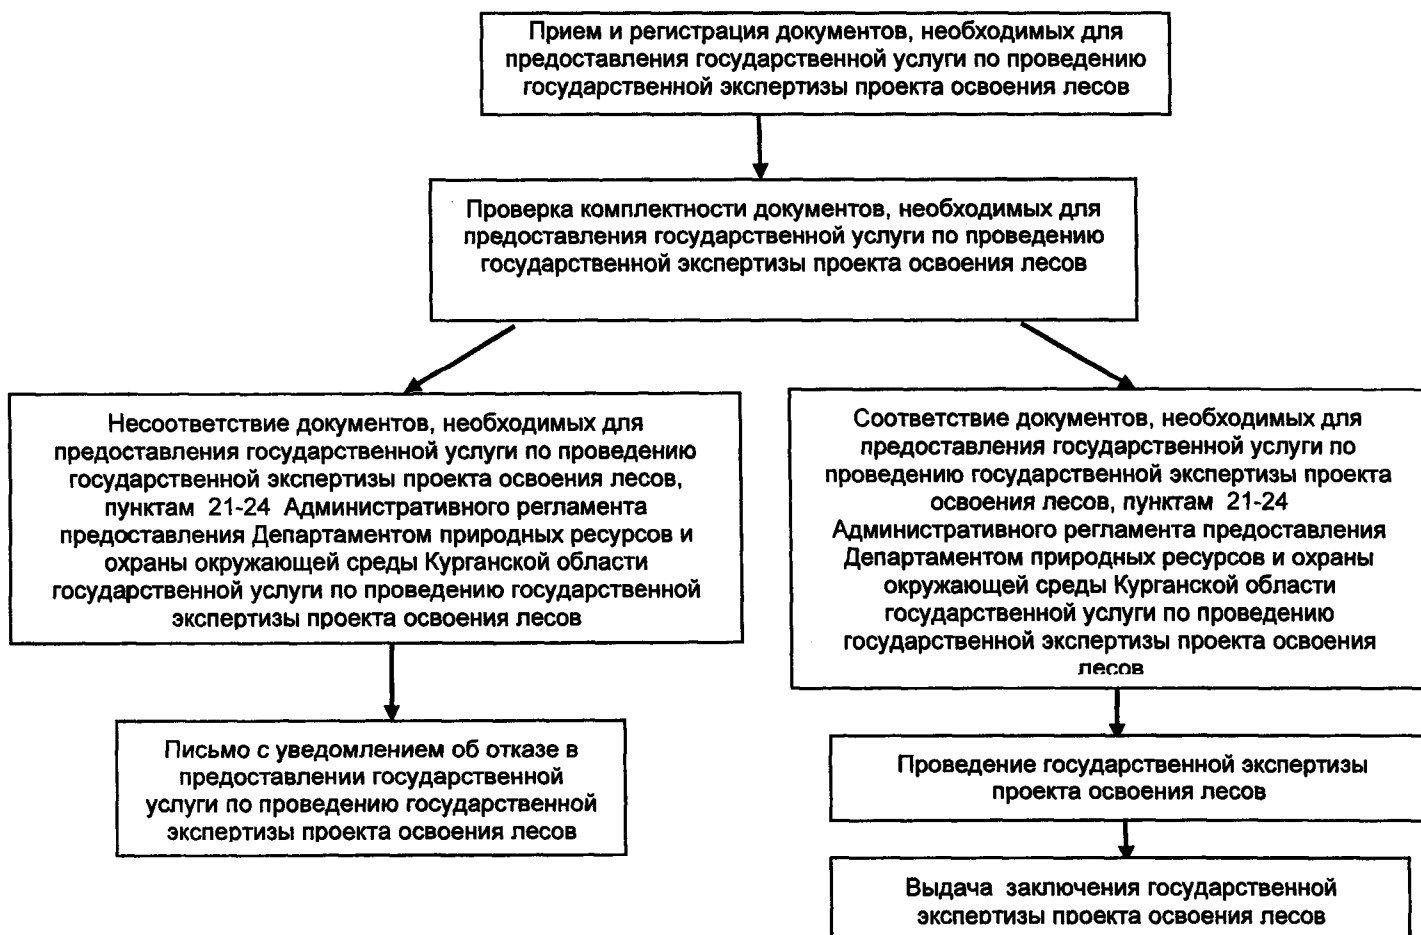 Прием и регистрация документов, необходимых для
предоставления государственной услуги по проведению
государственной экспертизы проекта освоения лесов
Проверка комплектности документов, необходимых для
предоставления государственной услуги по проведению
государственной экспертизы проекта освоения лесов
Несоответствие документов, необходимых для
предоставления государственной услуги по проведению
государственной экспертизы проекта освоения лесов,
пунктам 21-24 Административного регламента
предоставления Департаментом природных ресурсов и
охраны окружающей среды Курганской области
государственной услуги по проведению государственной
экспертизы проекта освоения лесов
Соответствие документов, необходимых для
предоставления государственной услуги по
проведению государственной экспертизы проекта
освоения лесов, пунктам 21-24
Административного регламента предоставления
Департаментом природных ресурсов и охраны
окружающей среды Курганской области
государственной услуги по проведению
государственной экспертизы проекта освоения
лесов
Письмо с уведомлением об отказе в
предоставлении государственной
услуги по проведению государственной
экспертизы проекта освоения лесов
Проведение государственной экспертизы
проекта освоения лесов
Выдача заключения государственной
экспертизы проекта освоения лесов